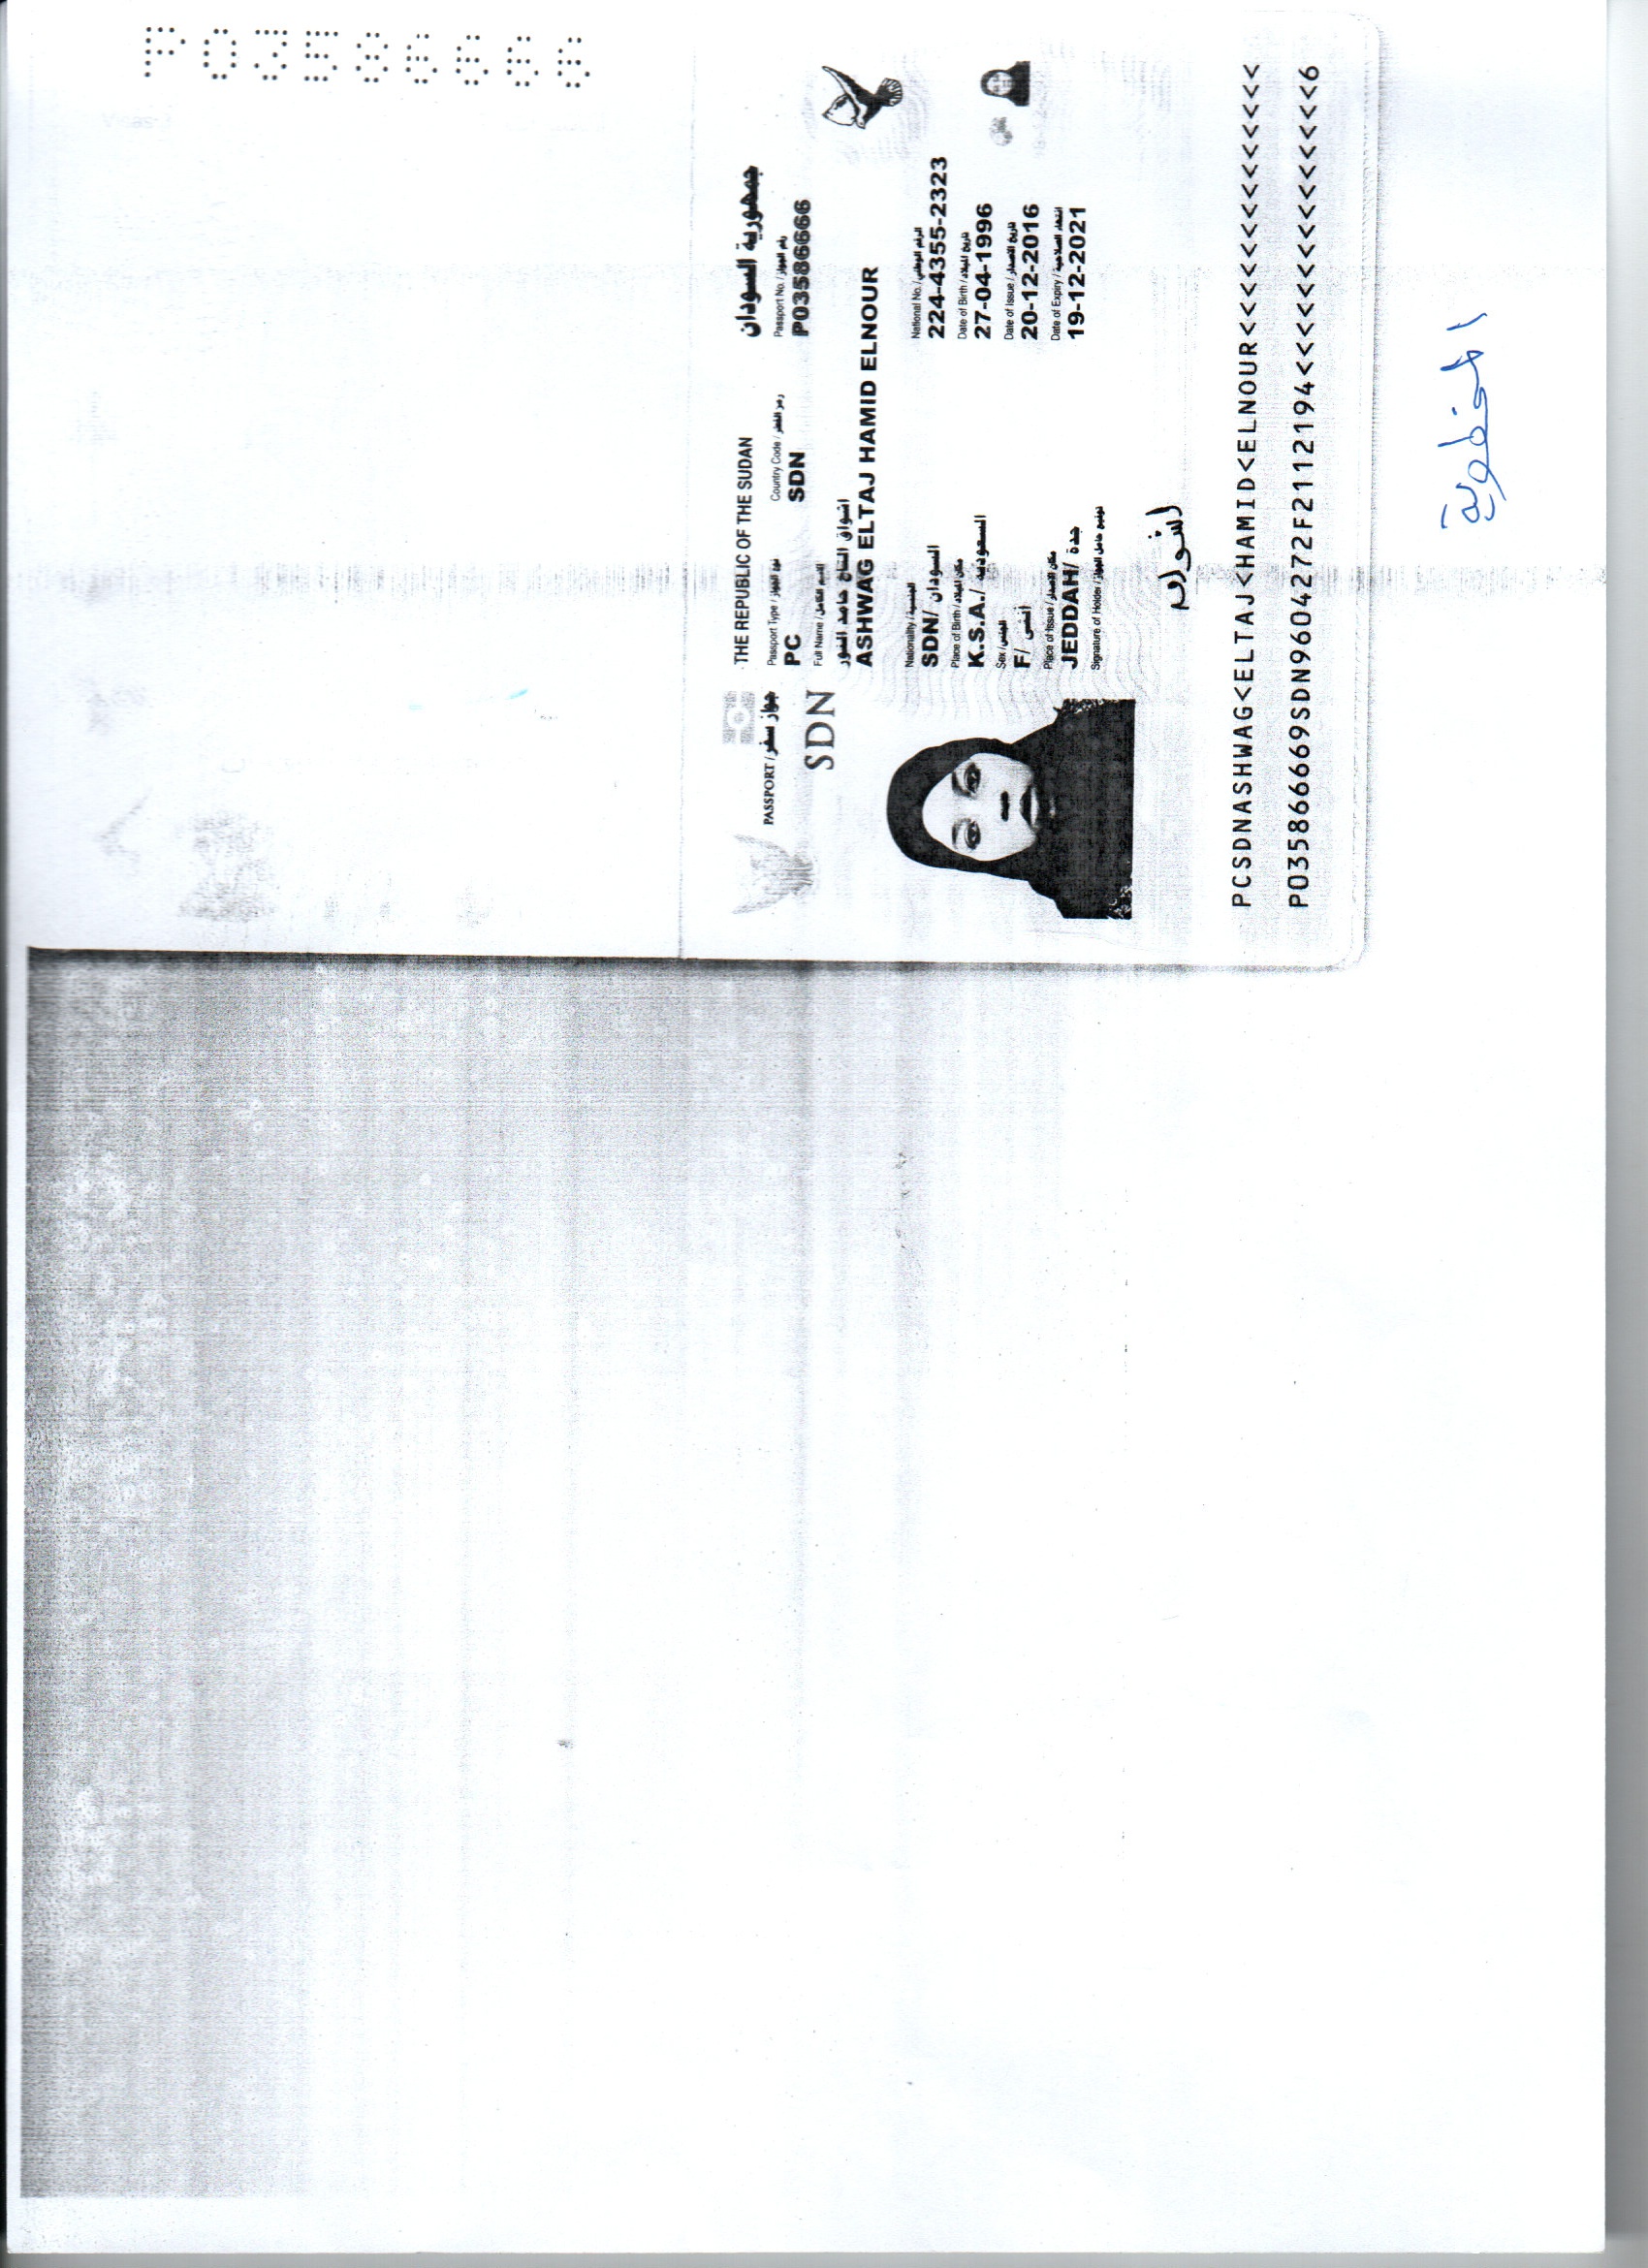 P03586666
THE REPUBLIC OF THE SUDAN جمهورية السودان
PASSPORT / جواز سفر
Passport Type / نوع الجواز Country Code / رمز القطر Passport No. / رقم الجواز
PC SDN P03586666
SDN
Full Name / الاسم الكامل
اشواق التاج حامد النور
ASHWAG ELTAJ HAMID ELNOUR
Nationality / الجنسية National No. / الرقم الوطني
SDN/ السودان 224-4355-2323
Place of Birth / مكان الميلاد Date of Birth / تاريخ الميلاد
K.S.A./ السعودية 27-04-1996
Sex / الجنس Date of Issue / تاريخ الاصدار
F/ أنثى 20-12-2016
Place of Issue / مكان الاصدار Date of Expiry / انتهاء الصلاحية
JEDDAH/ جدة 19-12-2021
Signature of Holder / توقيع حامل الجواز
اشواق
PCSDNASHWAG<ELTAJ<HAMID<ELNOUR<<<<<<<<<<<<<<
P035866669SDN9604272F2112194<<<<<<<<<<<<<<<6
المخطوبة